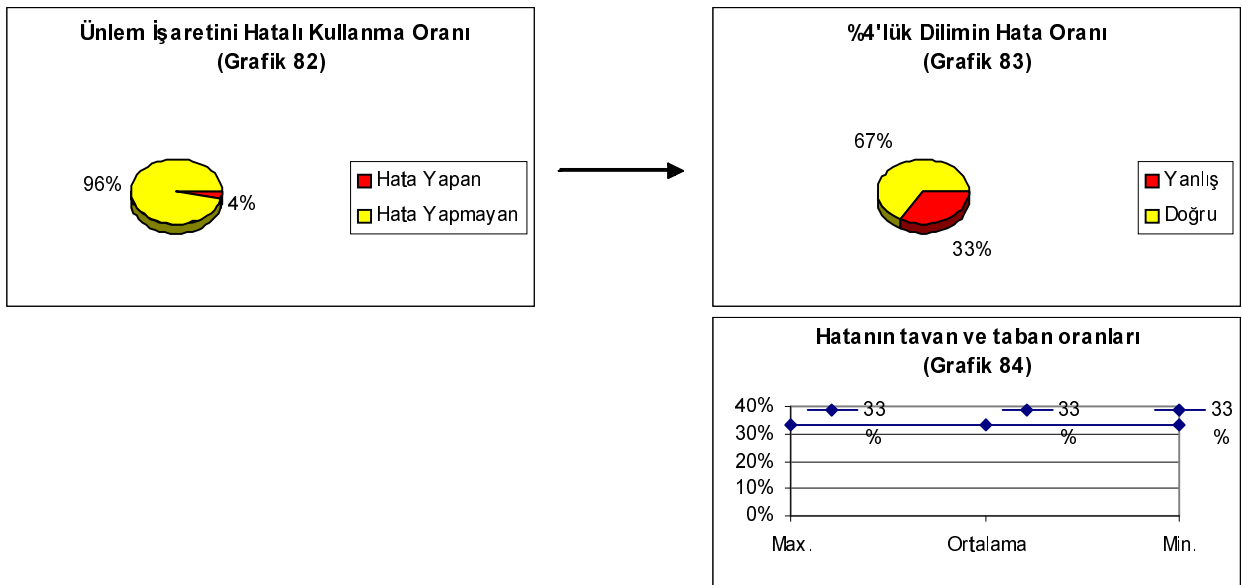 Ünlem İşaretini Hatalı Kullanma Oranı
(Grafik 82)
96%
4%
Hata Yapan
Hata Yapmayan
%4'lük Dilimin Hata Oranı
(Grafik 83)
67%
33%
Yanlış
Doğru
Hatanın tavan ve taban oranları
(Grafik 84)
40%
30%
20%
10%
0%
33
%
33
%
33
%
Max.
Ortalama
Min.